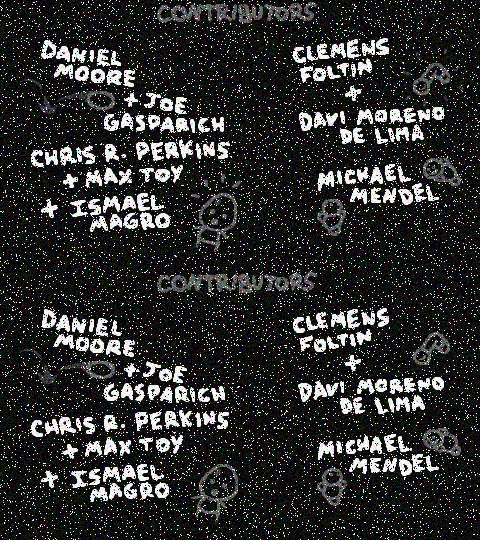 CONTRIBUTORS
DANIEL
MOORE
+ JOE
GASPARICH
CHRIS R. PERKINS
+ MAX TOY
+ ISMAEL
MAGRO
CLEMENS
FOLTIN
+
DAVI MORENO
DE LIMA
MICHAEL
MENDEL
CONTRIBUTORS
DANIEL
MOORE
+ JOE
GASPARICH
CHRIS R. PERKINS
+ MAX TOY
+ ISMAEL
MAGRO
CLEMENS
FOLTIN
+
DAVI MORENO
DE LIMA
MICHAEL
MENDEL